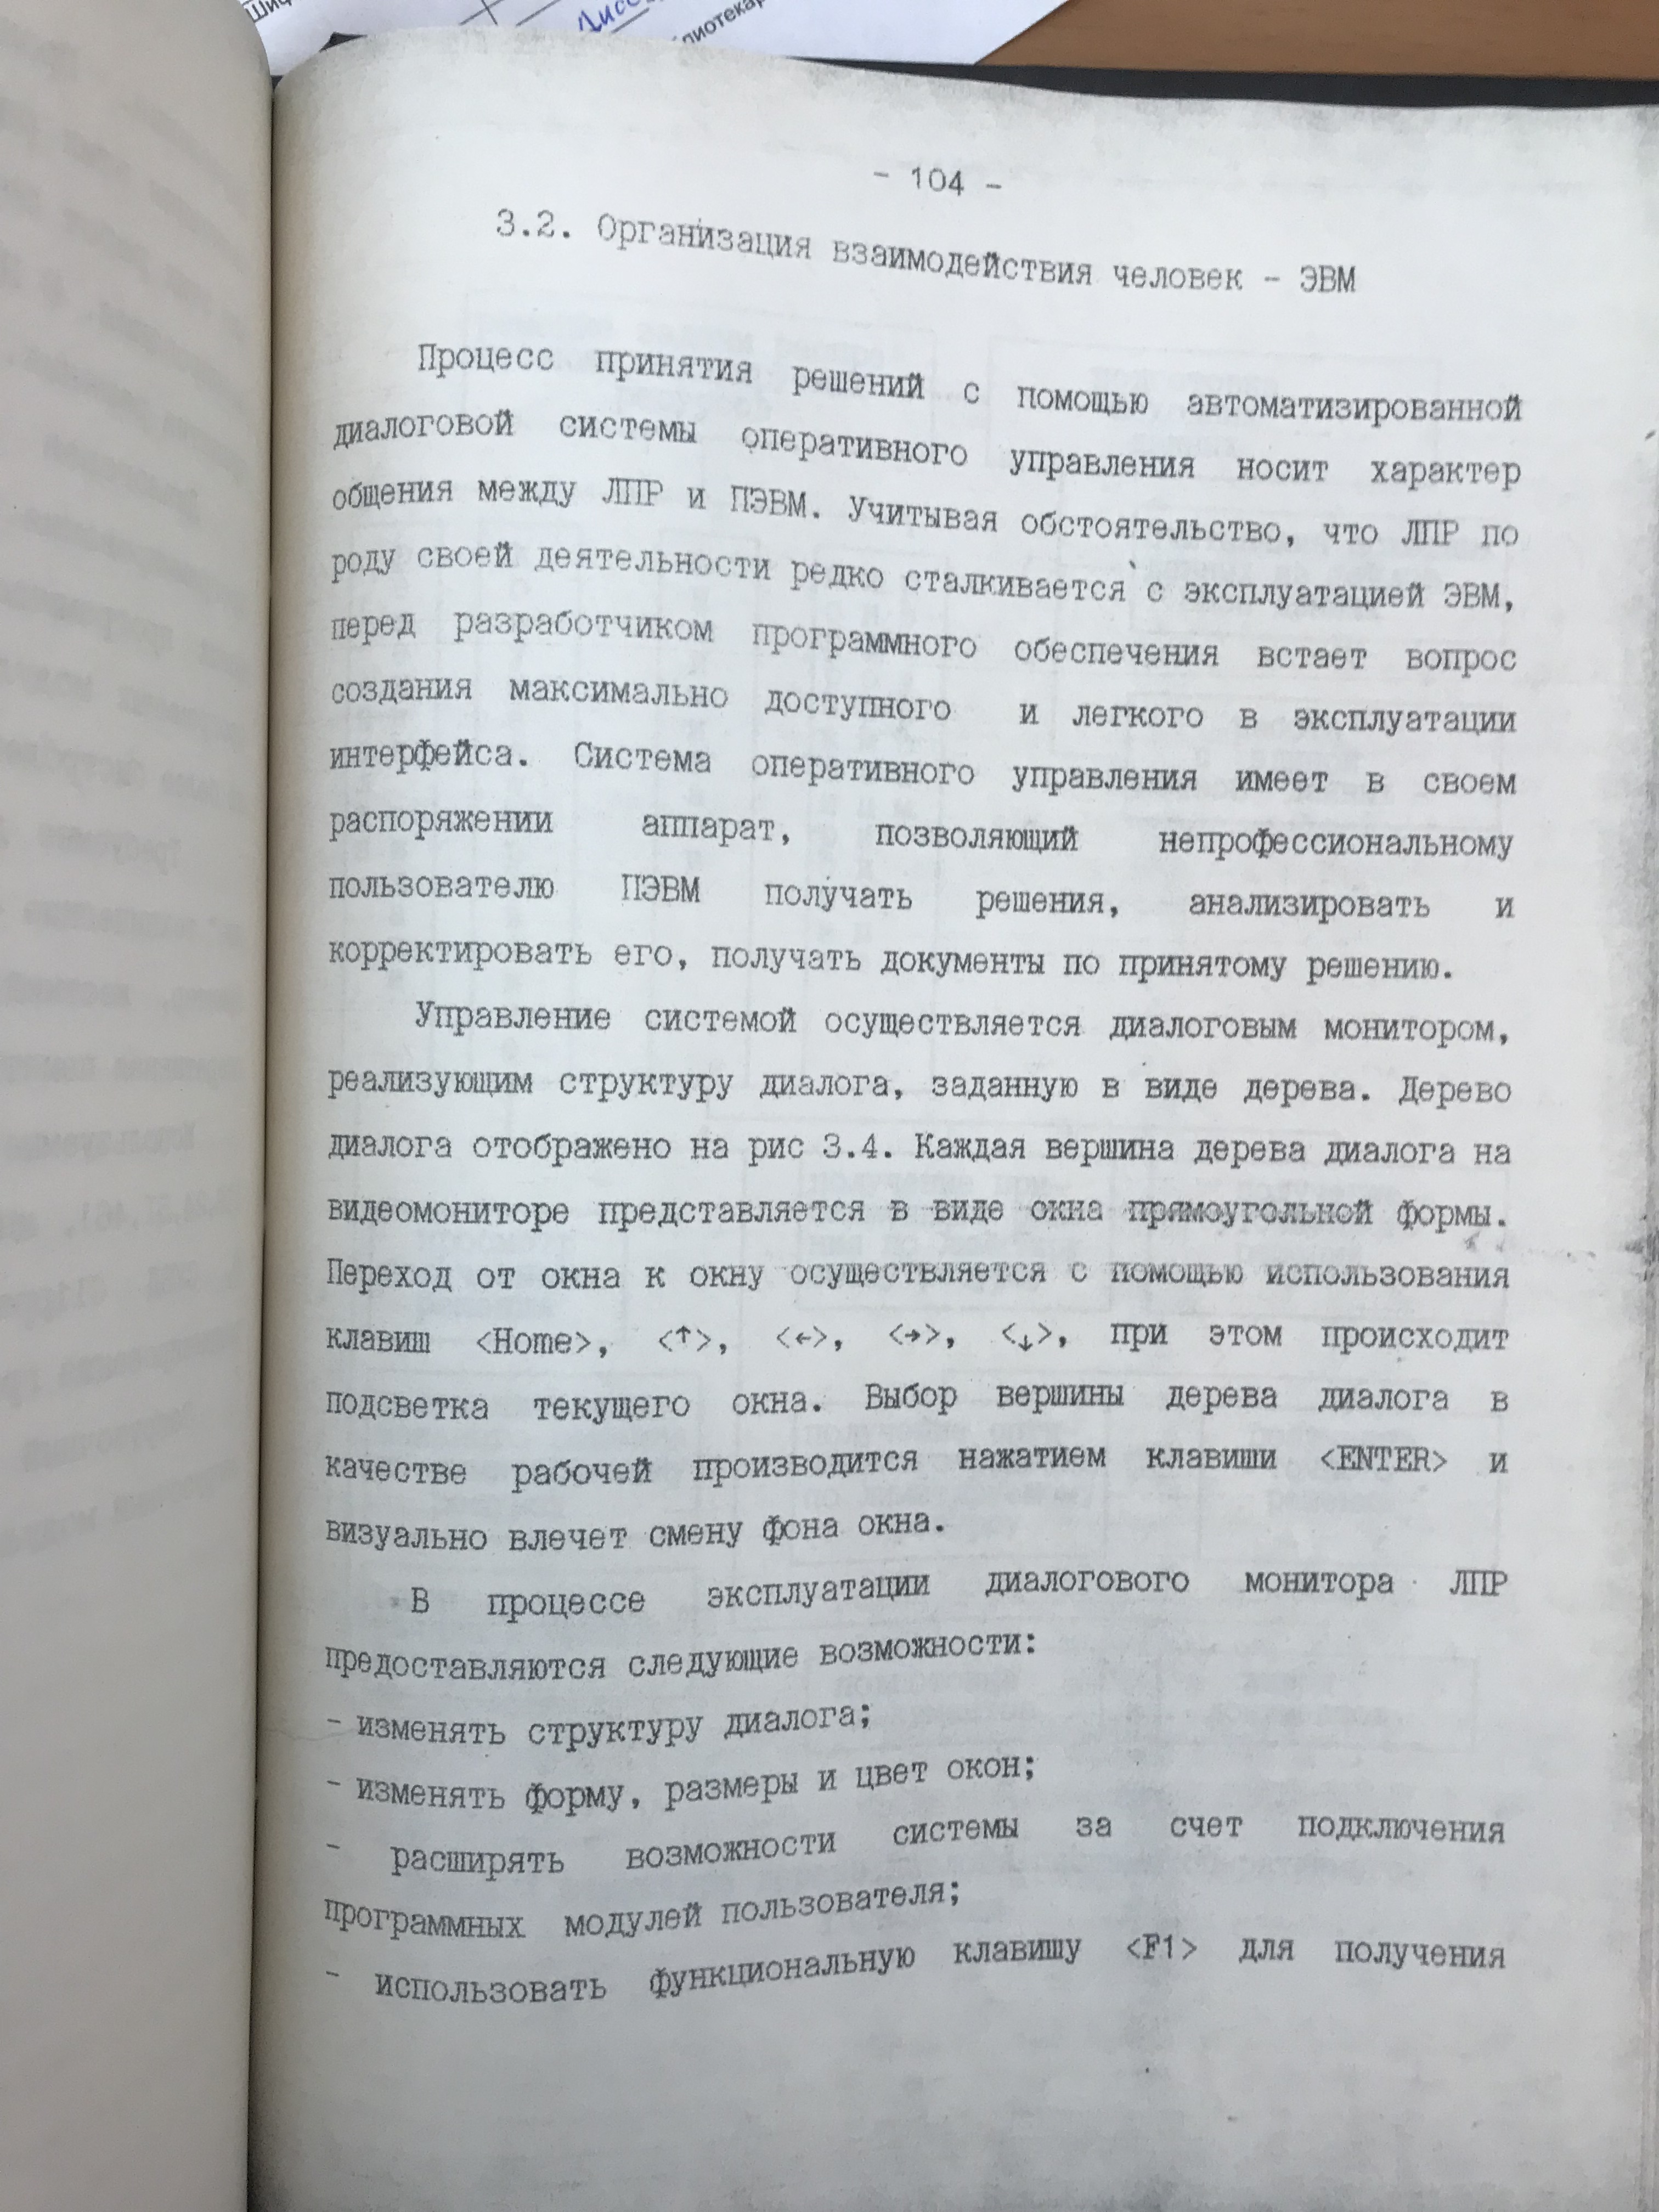 - 104 -
3.2. Организация взаимодействия человек - ЭВМ
Процесс принятия решений с помощью автоматизированной
диалоговой системы оперативного управления носит характер
общения между ЛПР и ПЭВМ. Учитывая обстоятельство, что ЛПР по
роду своей деятельности редко сталкивается с эксплуатацией ЭВМ,
перед разработчиком программного обеспечения встает вопрос
создания максимально доступного и легкого в эксплуатации
интерфейса. Система оперативного управления имеет в своем
распоряжении аппарат, позволяющий непрофессиональному
пользователю ПЭВМ получать решения, анализировать и
корректировать его, получать документы по принятому решению.
Управление системой осуществляется диалоговым монитором,
реализующим структуру диалога, заданную в виде дерева. Дерево
диалога отображено на рис 3.4. Каждая вершина дерева диалога на
видеомониторе представляется в виде окна прямоугольной формы.
Переход от окна к окну осуществляется с помощью использования
клавиш <Home>, <↑>, <←>, <→>, <↓>, при этом происходит
подсветка текущего окна. Выбор вершины дерева диалога в
качестве рабочей производится нажатием клавиши <ENTER> и
визуально влечет смену фона окна.
В процессе эксплуатации диалогового монитора ЛПР
предоставляются следующие возможности:
- изменять структуру диалога;
- изменять форму, размеры и цвет окон;
- расширять возможности системы за счет подключения
программных модулей пользователя;
- использовать функциональную клавишу <F1> для получения